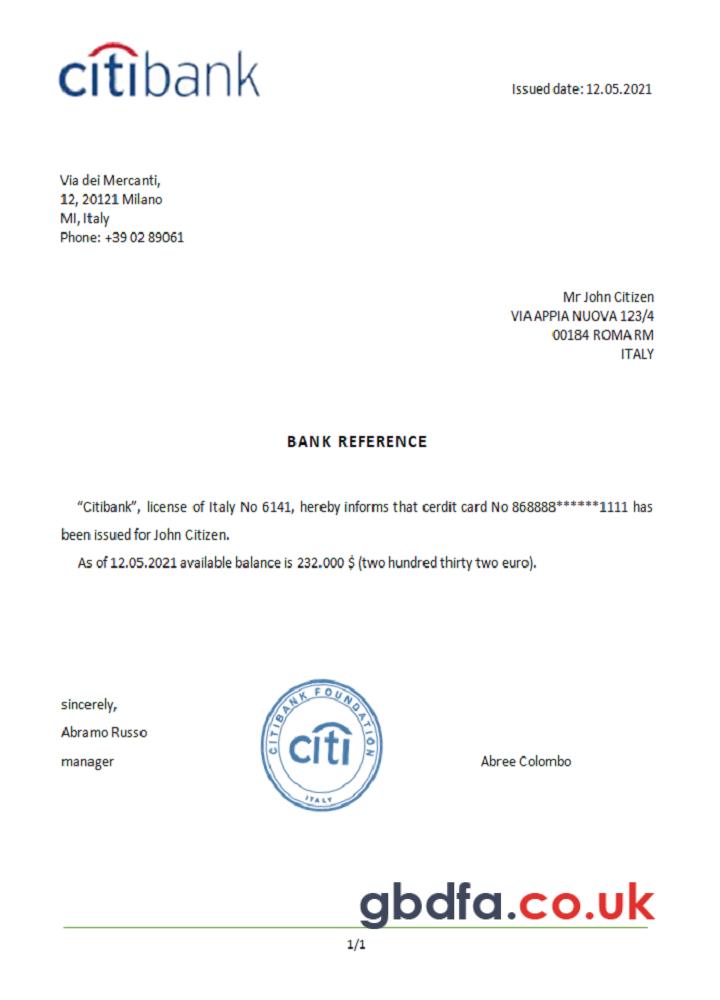 citibank
Issued date: 12.05.2021
Via dei Mercanti,
12, 20121 Milano
MI, Italy
Phone: +39 02 89061
Mr John Citizen
VIA APPIA NUOVA 123/4
00184 ROMA RM
ITALY
BANK REFERENCE
“Citibank”, license of Italy No 6141, hereby informs that cerdit card No 868888******1111 has
been issued for John Citizen.
As of 12.05.2021 available balance is 232.000 $ (two hundred thirty two euro).
sincerely,
Abramo Russo
manager
CITIBANK FOUNDATION
citi
ITALY
Abree Colombo
gbdfa.co.uk
1/1